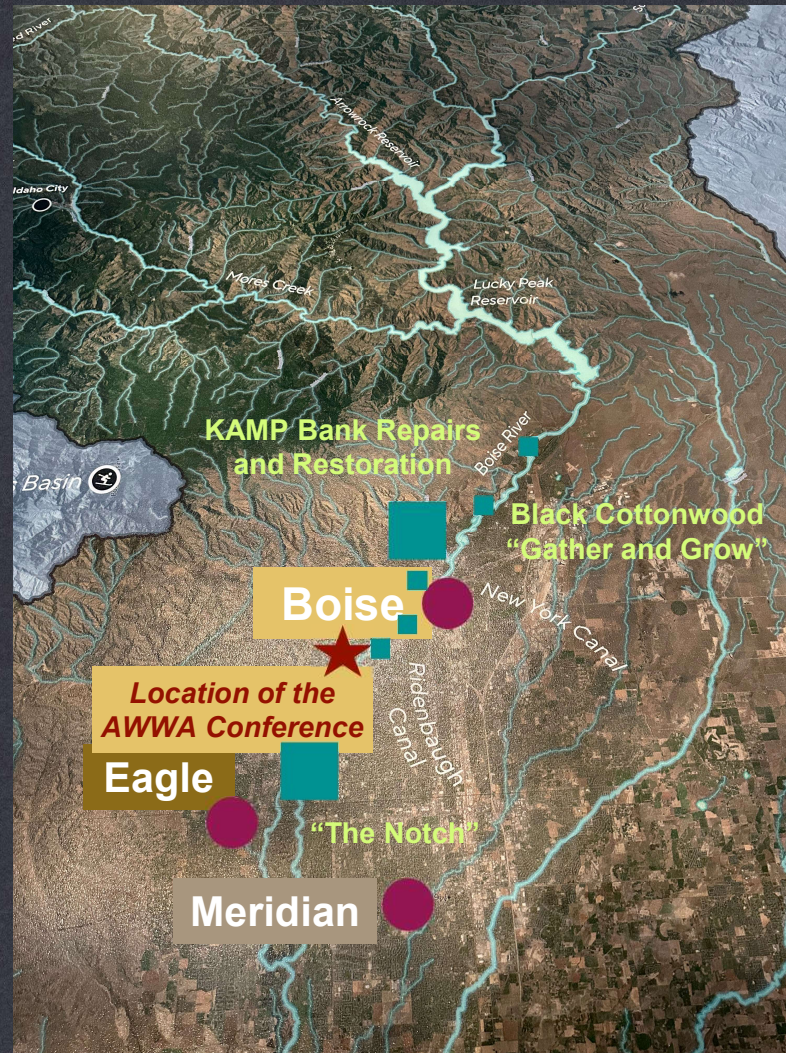 Arrowrock Reservoir
Idaho City
Mores Creek
Lucky Peak
Reservoir
KAMP Bank Repairs
and Restoration
Boise River
Basin
Black Cottonwood
“Gather and Grow”
Boise
New York Canal
Ridenbaugh
Canal
Location of the
AWWA Conference
Eagle
“The Notch”
Meridian